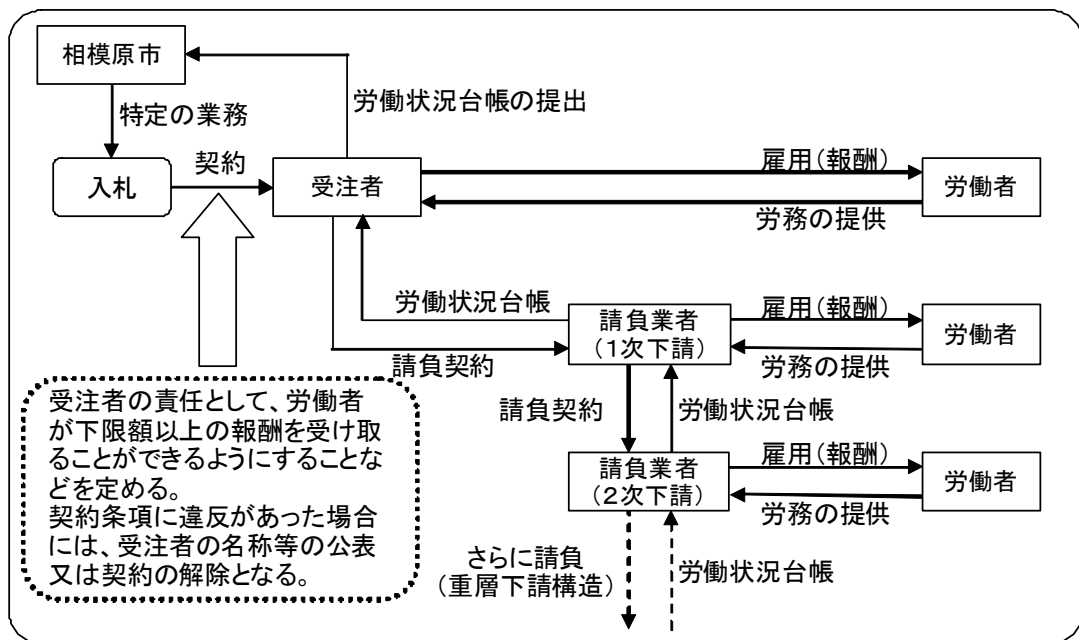 相模原市
労働状況台帳の提出
特定の業務
契約
入札
受注者
雇用(報酬)
労務の提供
労働者
労働状況台帳
請負契約
請負業者
(1次下請)
雇用(報酬)
労務の提供
労働者
受注者の責任として、労働者
が下限額以上の報酬を受け取
ることができるようにすることな
どを定める。
契約条項に違反があった場合
には、受注者の名称等の公表
又は契約の解除となる。
請負契約
労働状況台帳
請負業者
(2次下請)
雇用(報酬)
労務の提供
労働者
さらに請負
(重層下請構造)
労働状況台帳